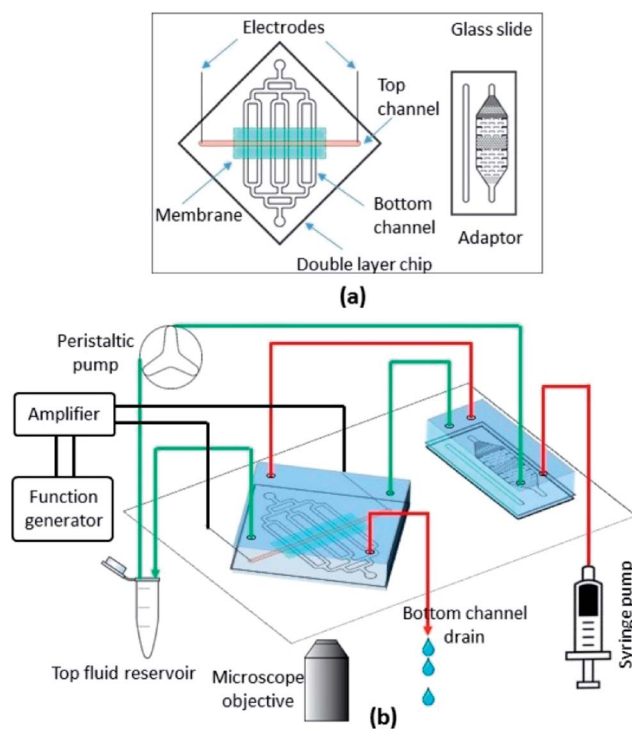 Electrodes
Glass slide
Top
channel
Membrane
Bottom
channel
Adaptor
Double layer chip
(a)
Peristaltic
pump
Amplifier
Function
generator
Top fluid reservoir
Microscope
objective
Bottom channel
drain
Syringe pump
(b)